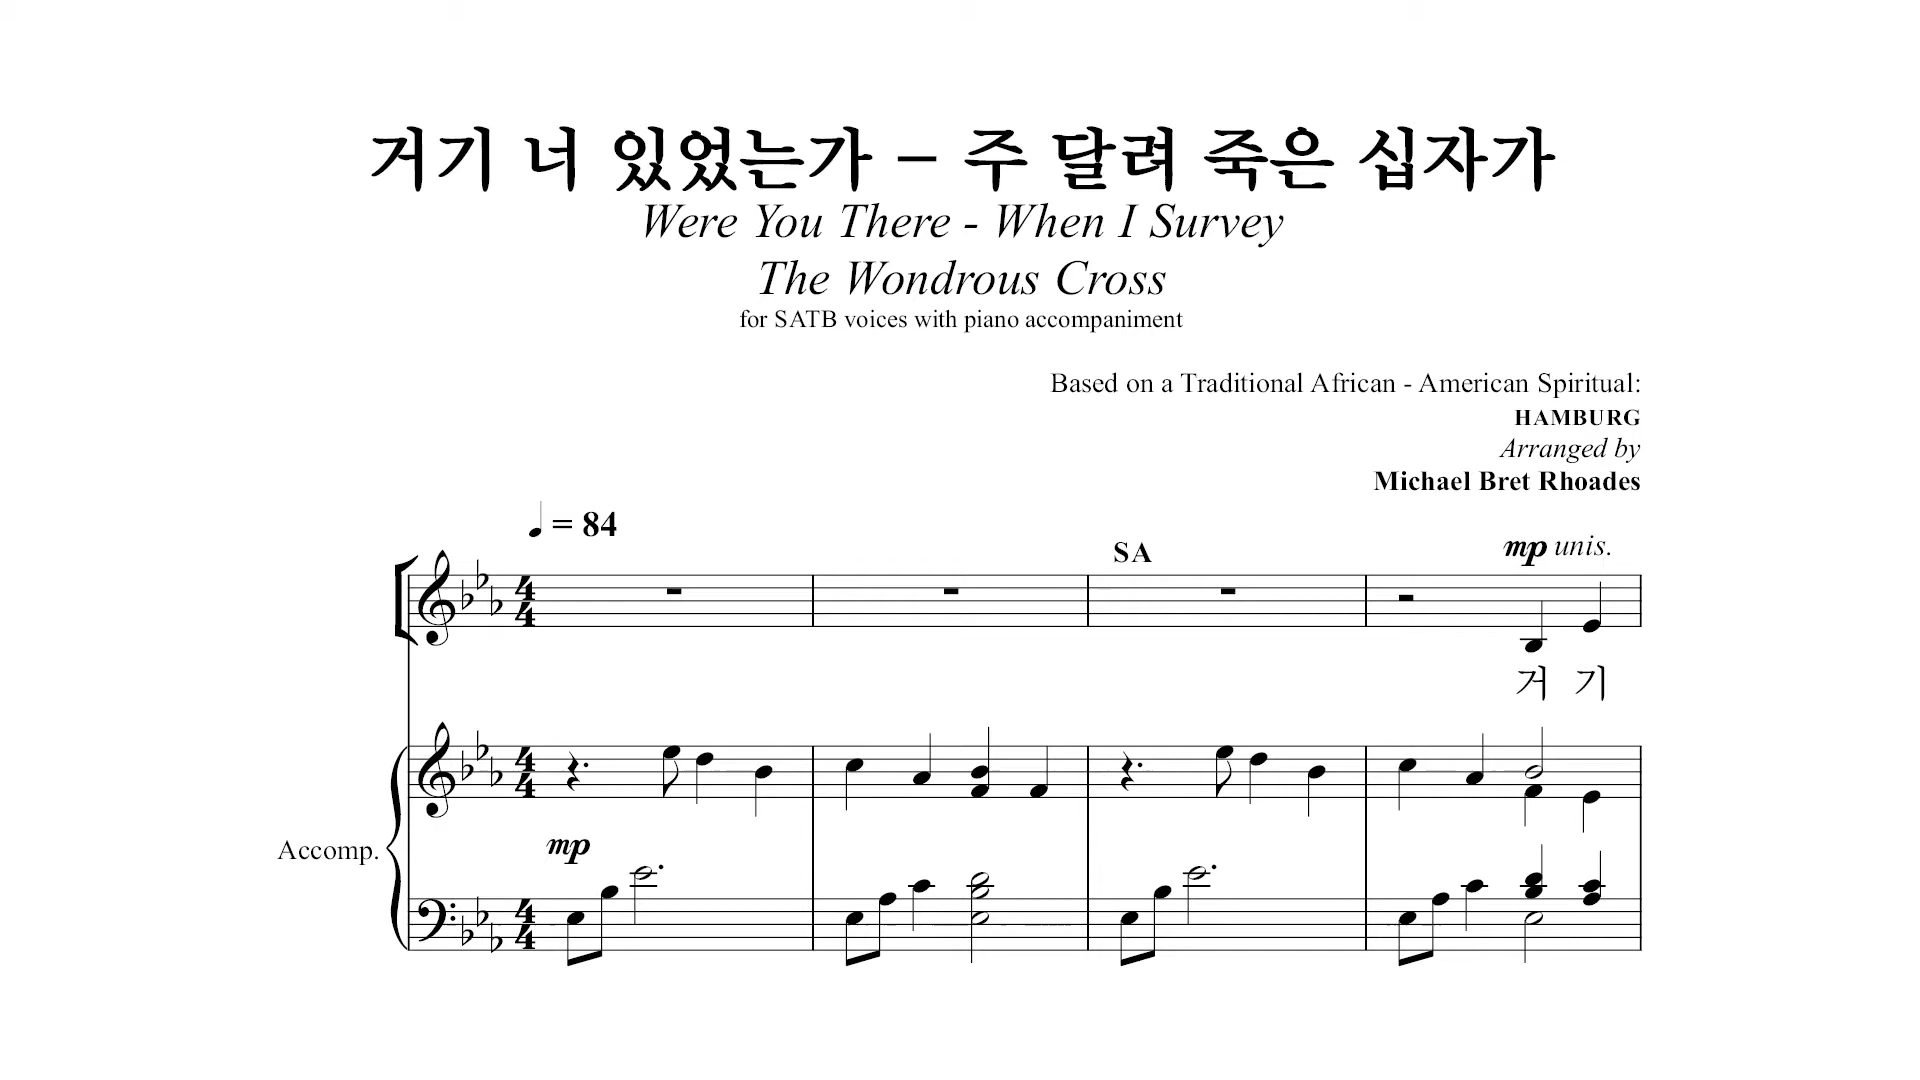 거기 너 있었는가 – 주 달려 죽은 십자가
Were You There - When I Survey
The Wondrous Cross
for SATB voices with piano accompaniment
Based on a Traditional African - American Spiritual:
HAMBURG
Arranged by
Michael Bret Rhoades
= 84
SA
mp unis.
거 기
Accomp.
mp